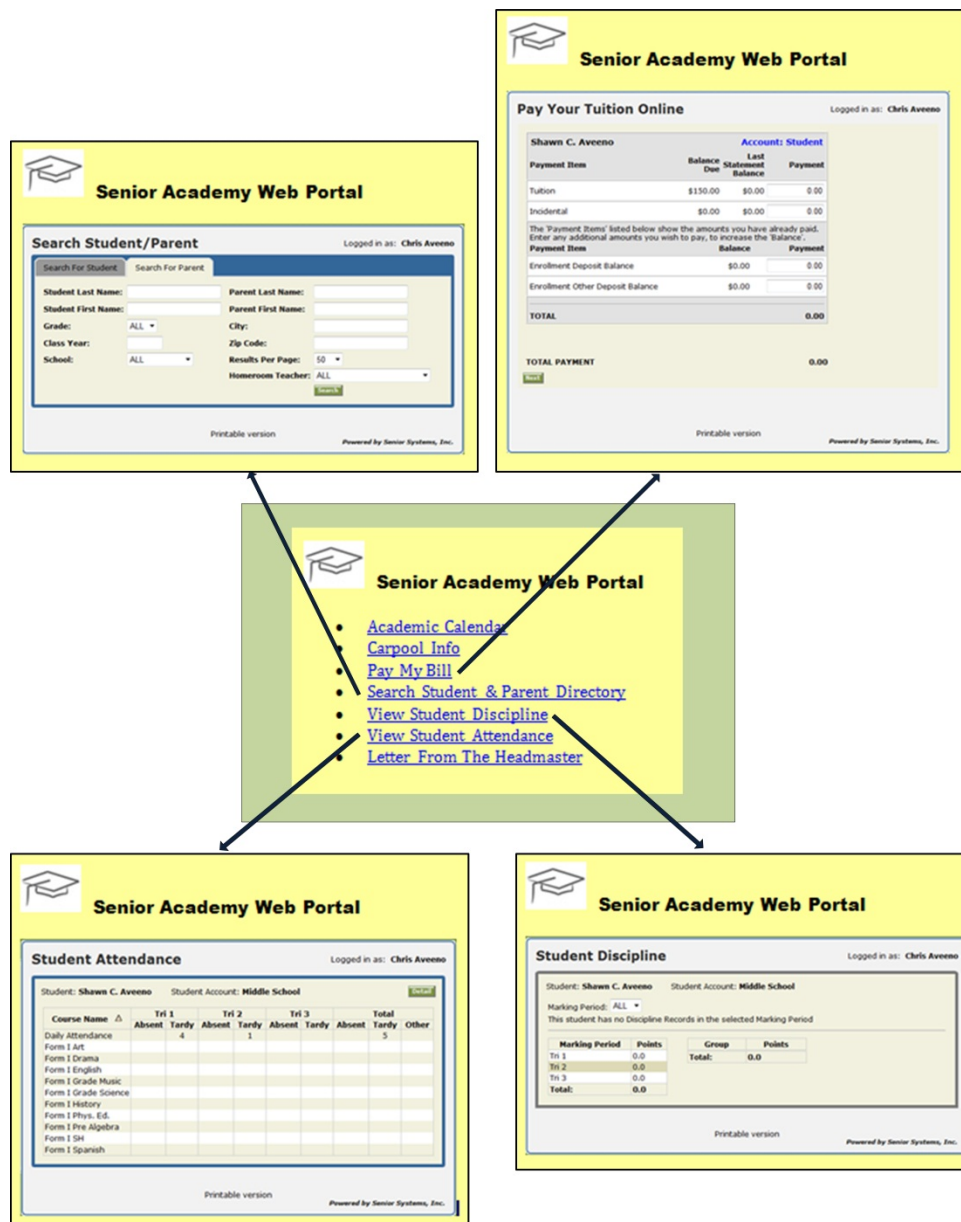 Senior Academy Web Portal
Pay Your Tuition Online Logged in as: Chris Aveeno
Shawn C. Aveeno Account: Student
Payment Item Balance Due Last Statement Balance Payment
Tuition $150.00 $0.00 0.00
Incidental $0.00 $0.00 0.00
The 'Payment Items' listed below show the amounts you have already paid.
Enter any additional amounts you wish to pay, to increase the 'Balance'.
Payment Item Balance Payment
Enrollment Deposit Balance $0.00 0.00
Enrollment Other Deposit Balance $0.00 0.00
TOTAL 0.00
TOTAL PAYMENT 0.00
Next
Printable version
Powered by Senior Systems, Inc.
Senior Academy Web Portal
Search Student/Parent Logged in as: Chris Aveeno
Search For Student Search For Parent
Student Last Name: Parent Last Name:
Student First Name: Parent First Name:
Grade: ALL City:
Class Year: Zip Code:
School: ALL Results Per Page: 50
Homeroom Teacher: ALL
Search
Printable version
Powered by Senior Systems, Inc.
Senior Academy Web Portal
Academic Calendar
Carpool Info
Pay My Bill
Search Student & Parent Directory
View Student Discipline
View Student Attendance
Letter From The Headmaster
Senior Academy Web Portal
Student Attendance Logged in as: Chris Aveeno
Student: Shawn C. Aveeno Student Account: Middle School Detail
Course Name Tri 1 Tri 2 Tri 3 Total
Absent Tardy Absent Tardy Absent Tardy Absent Tardy Other
Daily Attendance 4 1 5
Form I Art
Form I Drama
Form I English
Form I Grade Music
Form I Grade Science
Form I History
Form I Phys. Ed.
Form I Pre Algebra
Form I SH
Form I Spanish
Printable version
Powered by Senior Systems, Inc.
Senior Academy Web Portal
Student Discipline Logged in as: Chris Aveeno
Student: Shawn C. Aveeno Student Account: Middle School
Marking Period: ALL
This student has no Discipline Records in the selected Marking Period
Marking Period Points Group Points
Tri 1 0.0 Total: 0.0
Tri 2 0.0
Tri 3 0.0
Total: 0.0
Printable version
Powered by Senior Systems, Inc.